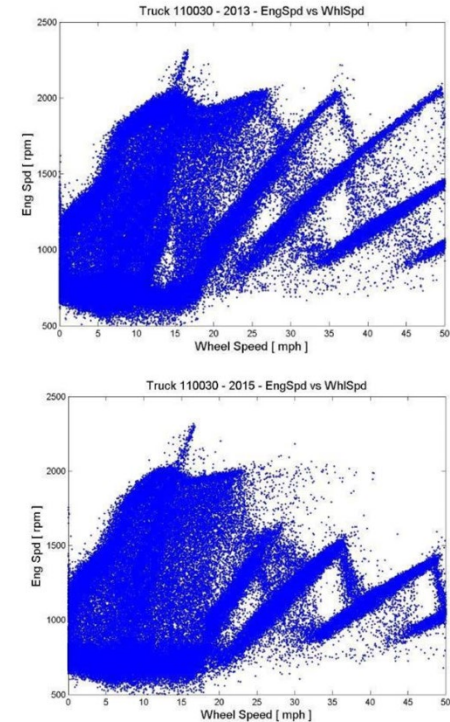 Truck 110030 - 2013 - EngSpd vs WhlSpd
2500
2000
1500
1000
500
Eng Spd [ rpm ]
0 5 10 15 20 25 30 35 40 45 50
Wheel Speed [ mph ]
Truck 110030 - 2015 - EngSpd vs WhlSpd
2500
2000
1500
1000
500
Eng Spd [ rpm ]
0 5 10 15 20 25 30 35 40 45 50
Wheel Speed [ mph ]